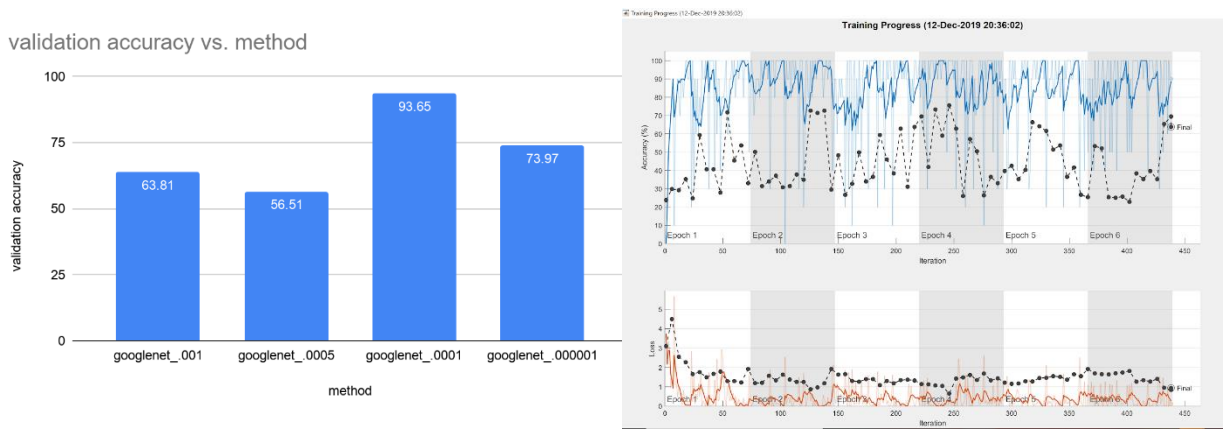 validation accuracy vs. method
validation accuracy
100
75
50
25
0
63.81
56.51
93.65
73.97
googlenet_.001
googlenet_.0005
googlenet_.0001
googlenet_.000001
method
Training Progress (12-Dec-2019 20:36:02)
Training Progress (12-Dec-2019 20:36:02)
Accuracy (%)
100
90
80
70
60
50
40
30
20
10
0
Final
Epoch 1
Epoch 2
Epoch 3
Epoch 4
Epoch 5
Epoch 6
0
50
100
150
200
250
300
350
400
450
Iteration
Loss
5
4
3
2
1
0
Final
Epoch 1
Epoch 2
Epoch 3
Epoch 4
Epoch 5
Epoch 6
0
50
100
150
200
250
300
350
400
450
Iteration